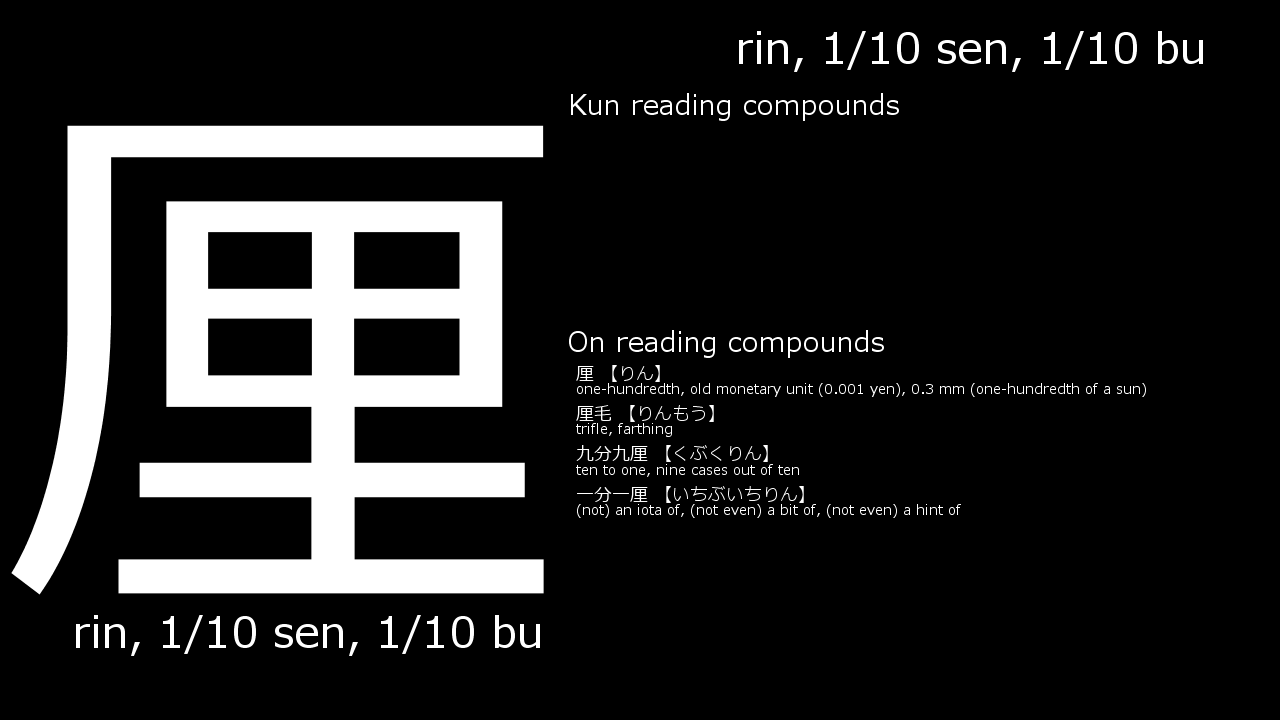 厘
rin, 1/10 sen, 1/10 bu
rin, 1/10 sen, 1/10 bu
Kun reading compounds
On reading compounds
厘 【りん】
one-hundredth, old monetary unit (0.001 yen), 0.3 mm (one-hundredth of a sun)
厘毛 【りんもう】
trifle, farthing
九分九厘 【くぶくりん】
ten to one, nine cases out of ten
一分一厘 【いちぶいちりん】
(not) an iota of, (not even) a bit of, (not even) a hint of